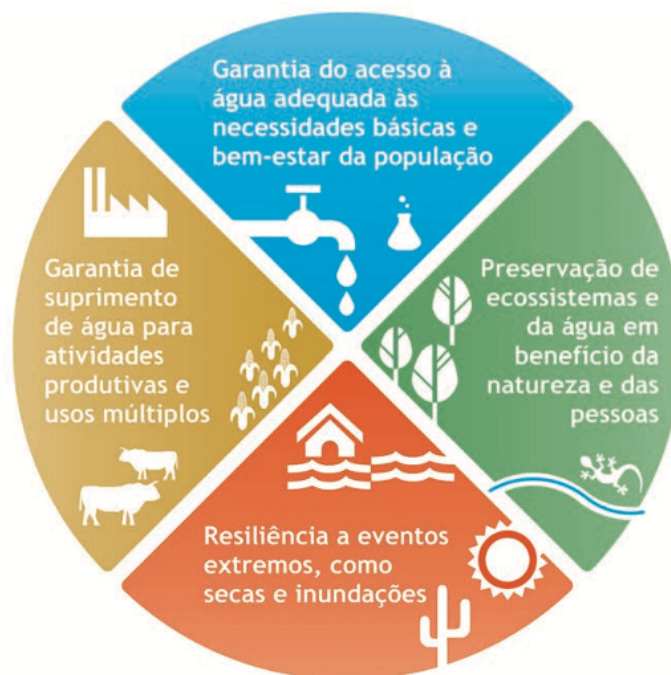 Garantia do acesso à
água adequada às
necessidades básicas e
bem-estar da população
Garantia de
suprimento
de água para
atividades
produtivas e
usos múltiplos
Preservação de
ecossistemas e
da água em
benefício da
natureza e das
pessoas
Resiliência a eventos
extremos, como
secas e inundações